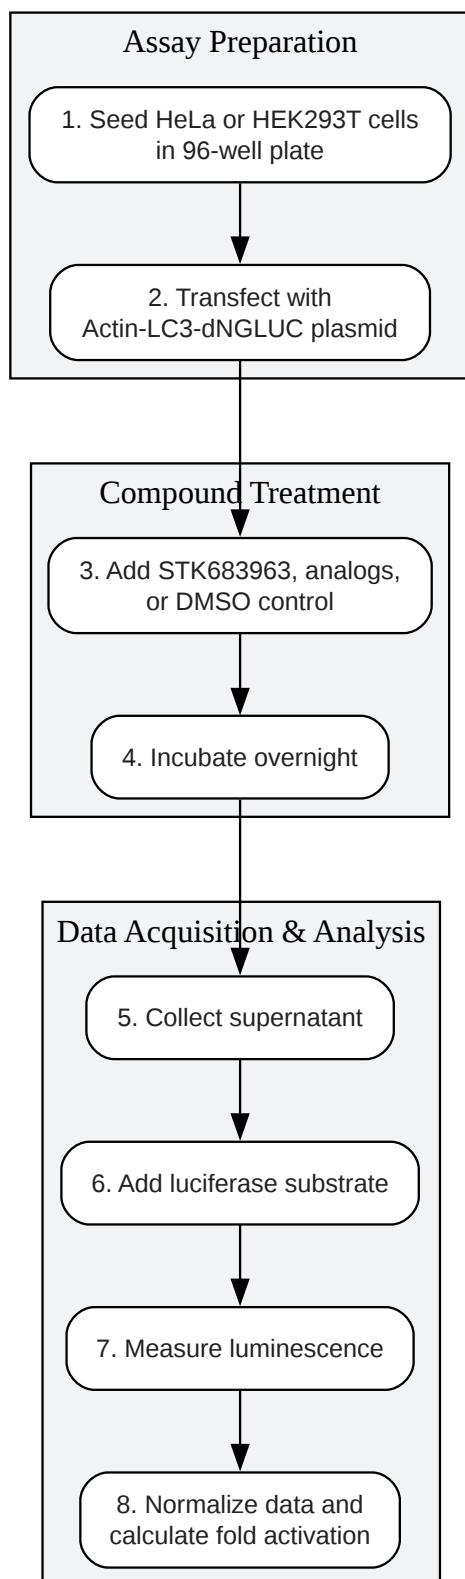 Assay Preparation
1. Seed HeLa or HEK293T cells
in 96-well plate
2. Transfect with
Actin-LC3-dNGLUC plasmid
Compound Treatment
3. Add STK683963, analogs,
or DMSO control
4. Incubate overnight
Data Acquisition & Analysis
5. Collect supernatant
6. Add luciferase substrate
7. Measure luminescence
8. Normalize data and
calculate fold activation